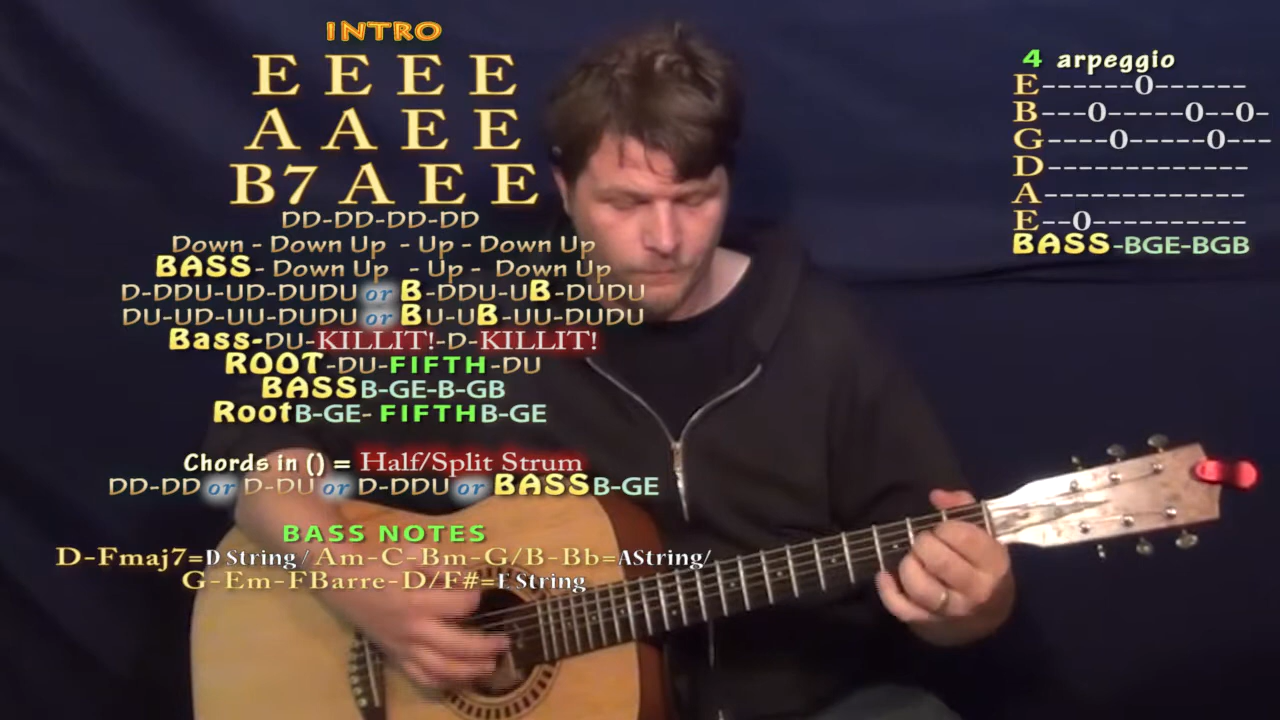 INTRO
E E E E
A A E E
B7 A E E
DD-DD-DD-DD
Down - Down Up - Up - Down Up
BASS - Down Up - Up - Down Up
D-DDU-UD-DUDU or B-DDU-UB-DUDU
DU-UD-UU-DUDU or BU-UB-UU-DUDU
Bass-DU-KILLIT!-D-KILLIT!
ROOT-DU-FIFTH-DU
BASSB-GE-B-GB
RootB-GE- FIFTHB-GE
Chords in () = Half/Split Strum
DD-DD or D-DU or D-DDU or BASSB-GE
BASS NOTES
D-Fmaj7=D String / Am-C-Bm-G/B-Bb=AString/
G-Em-FBarre-D/F#=E String
4 arpeggio
E------0------
B---0-----0--0-
G----0-----0---
D-------------
A-------------
E--0----------
BASS-BGE-BGB